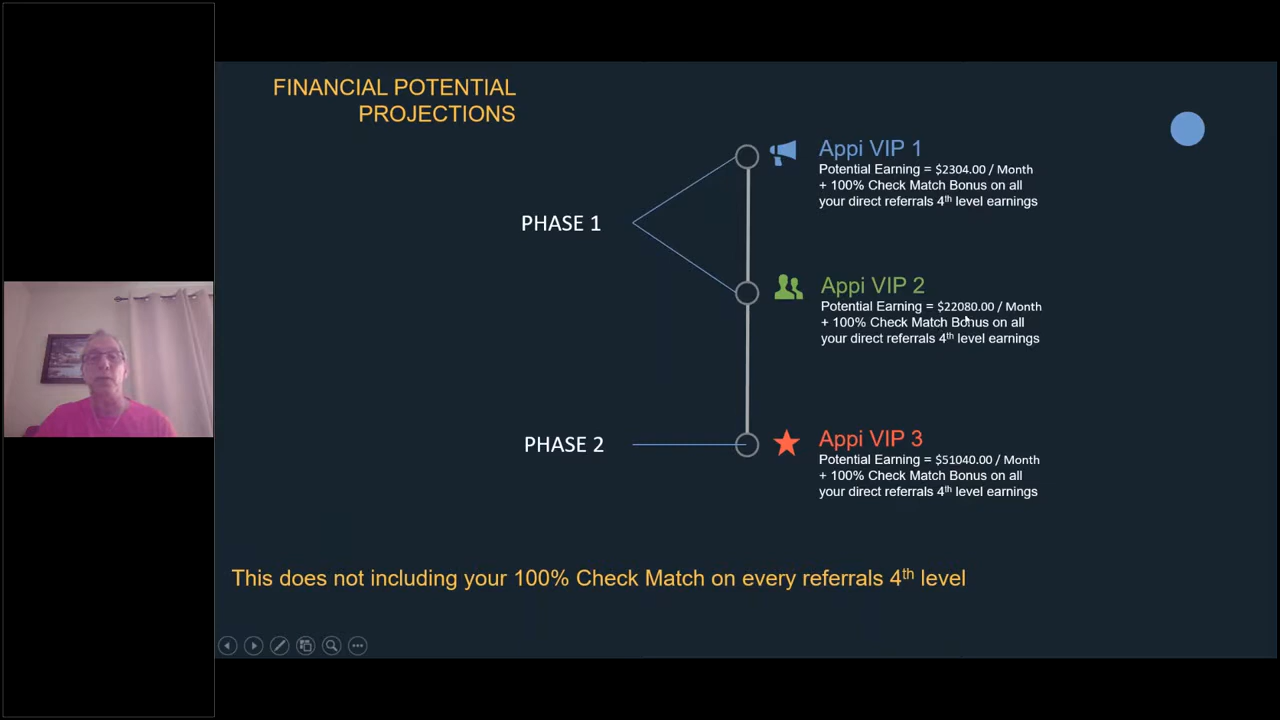 FINANCIAL POTENTIAL
PROJECTIONS
PHASE 1
Appi VIP 1
Potential Earning = $2304.00 / Month
+ 100% Check Match Bonus on all
your direct referrals 4th level earnings
Appi VIP 2
Potential Earning = $22080.00 / Month
+ 100% Check Match Bonus on all
your direct referrals 4th level earnings
PHASE 2
Appi VIP 3
Potential Earning = $51040.00 / Month
+ 100% Check Match Bonus on all
your direct referrals 4th level earnings
This does not including your 100% Check Match on every referrals 4th level